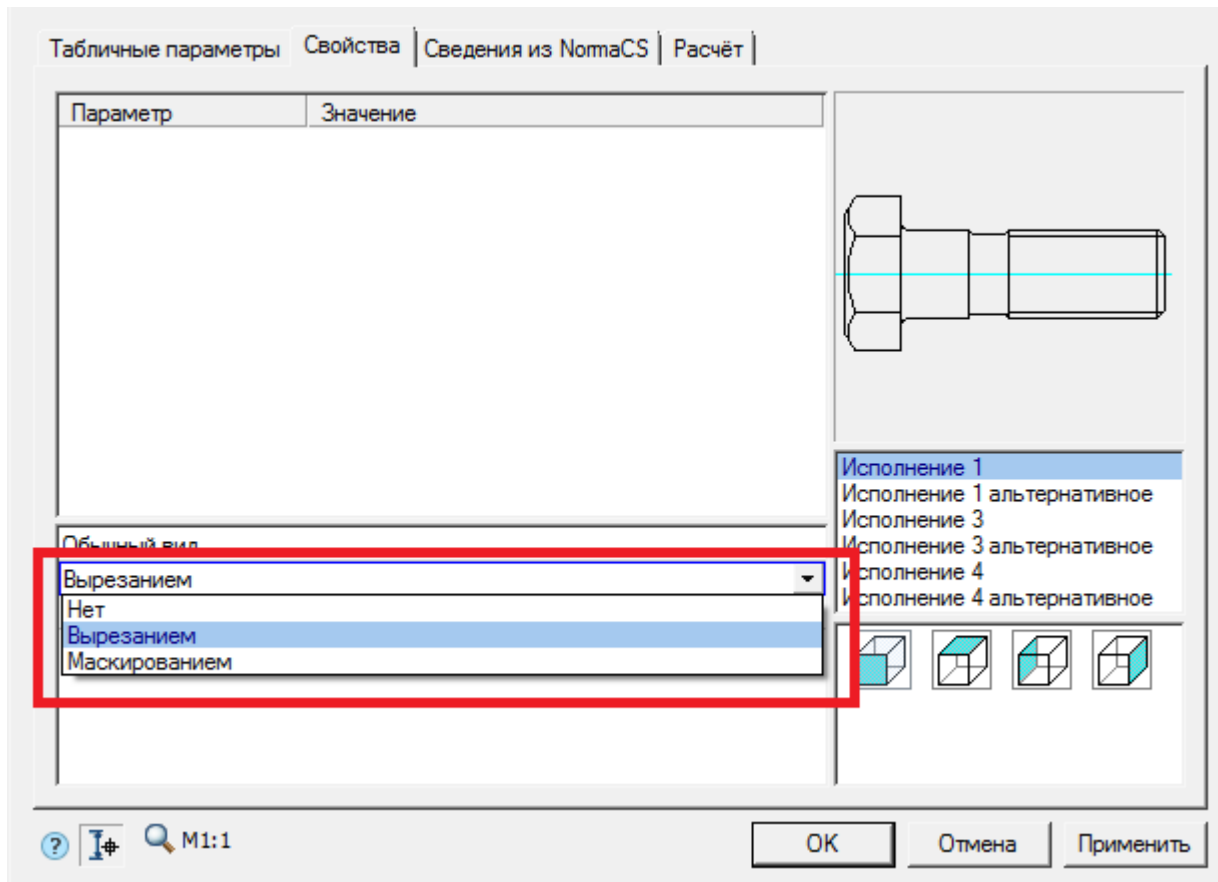 Табличные параметры Свойства Сведения из NormaCS Расчёт
Параметр Значение
Исполнение 1
Исполнение 1 альтернативное
Исполнение 3
Исполнение 3 альтернативное
Исполнение 4
Исполнение 4 альтернативное
Обычный вид
Вырезанием
Нет
Вырезанием
Маскированием
? М1:1 OK Отмена Применить